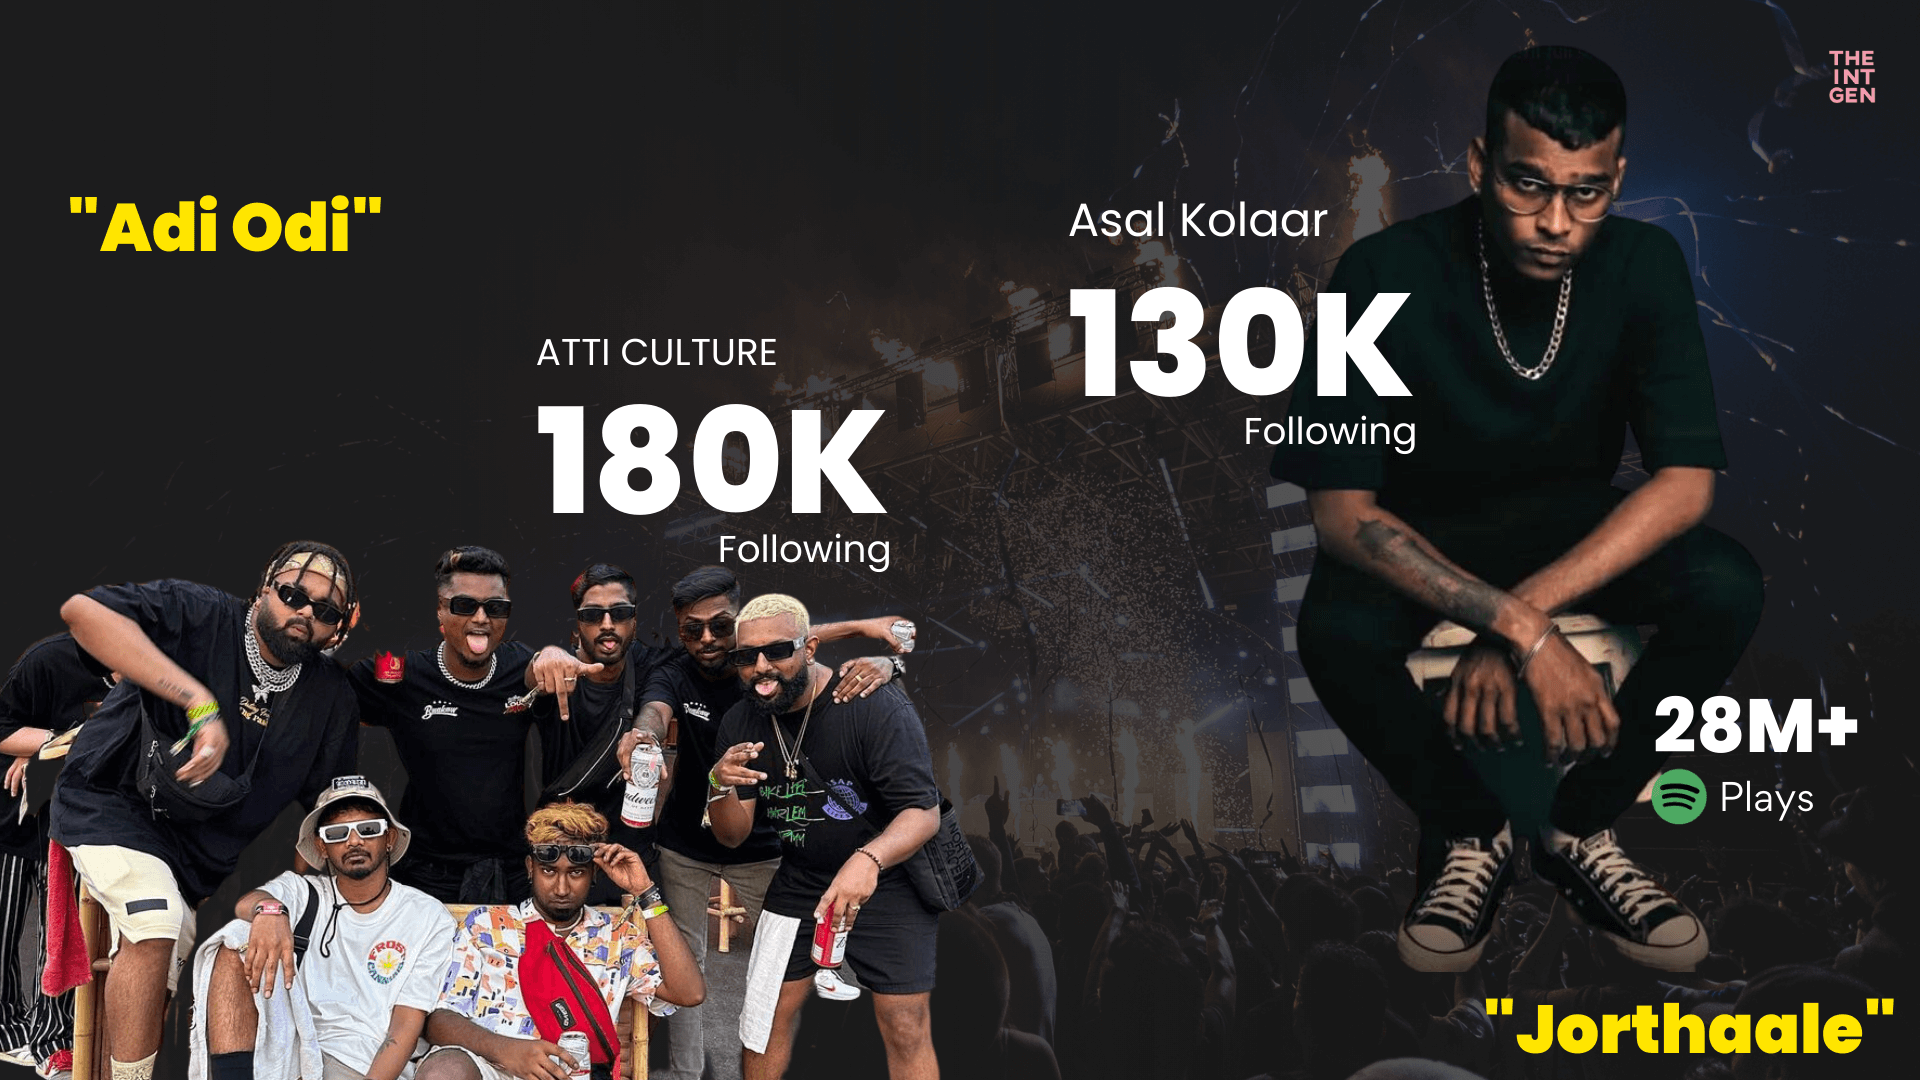 THE
INT
GEN
"Adi Odi"
Asal Kolaar
130K
Following
ATTI CULTURE
180K
Following
28M+
Plays
"Jorthaale"